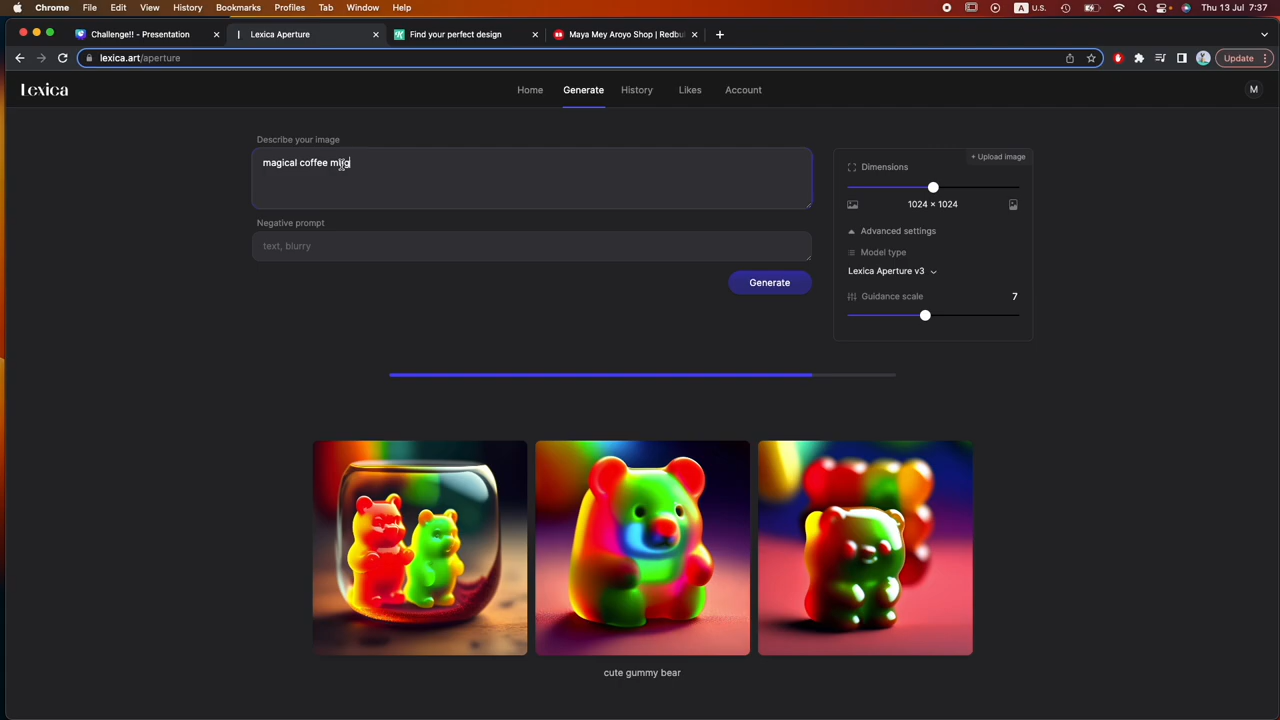 Chrome File Edit View History Bookmarks Profiles Tab Window Help A U.S. Thu 13 Jul 7:37
Challenge!! - Presentation
Lexica Aperture
Find your perfect design
Maya Mey Aroyo Shop | Redbu
lexica.art/aperture
Update
Lexica
Home
Generate
History
Likes
Account
M
Describe your image
magical coffee mug
Negative prompt
text, blurry
Generate
+ Upload image
Dimensions
1024 × 1024
Advanced settings
Model type
Lexica Aperture v3
Guidance scale 7
cute gummy bear